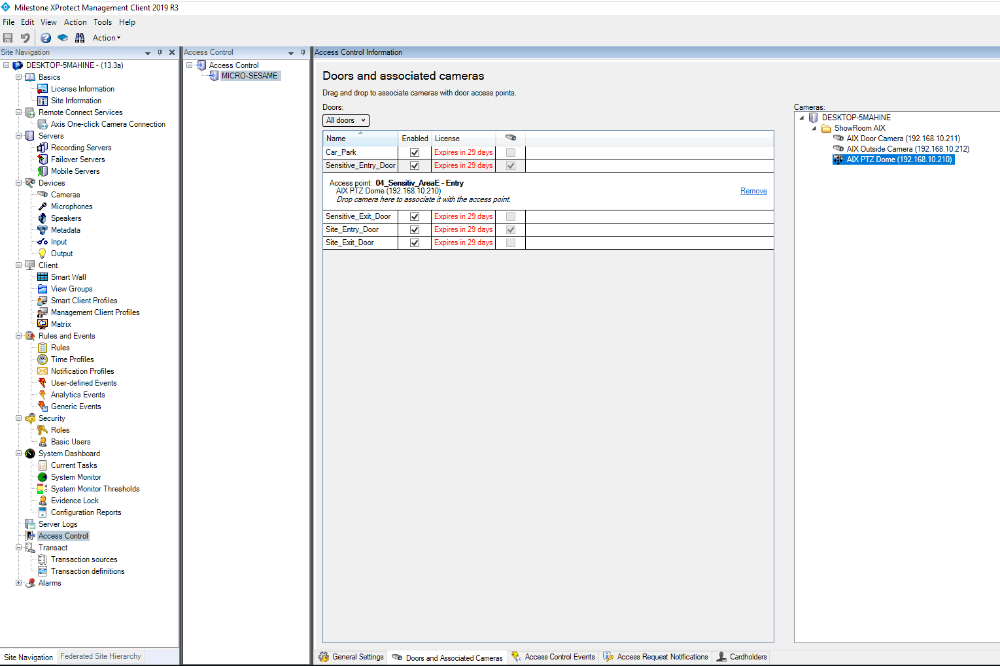 Milestone XProtect Management Client 2019 R3
File Edit View Action Tools Help
Action
Site Navigation
DESKTOP-5MAHINE - (13.3a)
Basics
License Information
Site Information
Remote Connect Services
Axis One-click Camera Connection
Servers
Recording Servers
Failover Servers
Mobile Servers
Devices
Cameras
Microphones
Speakers
Metadata
Input
Output
Client
Smart Wall
View Groups
Smart Client Profiles
Management Client Profiles
Matrix
Rules and Events
Rules
Time Profiles
Notification Profiles
User-defined Events
Analytics Events
Generic Events
Security
Roles
Basic Users
System Dashboard
Current Tasks
System Monitor
System Monitor Thresholds
Evidence Lock
Configuration Reports
Server Logs
Access Control
Transact
Transaction sources
Transaction definitions
Alarms
Site Navigation Federated Site Hierarchy
Access Control
Access Control
MICRO-SESAME
Access Control Information
Doors and associated cameras
Drag and drop to associate cameras with door access points.
Doors:
All doors
Name Enabled License
Car_Park Expires in 29 days
Sensitive_Entry_Door Expires in 29 days
Access point: 04_Sensitiv_AreaE - Entry
AIX PTZ Dome (192.168.10.210) Remove
Drop camera here to associate it with the access point.
Sensitive_Exit_Door Expires in 29 days
Site_Entry_Door Expires in 29 days
Site_Exit_Door Expires in 29 days
Cameras:
DESKTOP-5MAHINE
ShowRoom AIX
AIX Door Camera (192.168.10.211)
AIX Outside Camera (192.168.10.212)
AIX PTZ Dome (192.168.10.210)
General Settings Doors and Associated Cameras Access Control Events Access Request Notifications Cardholders